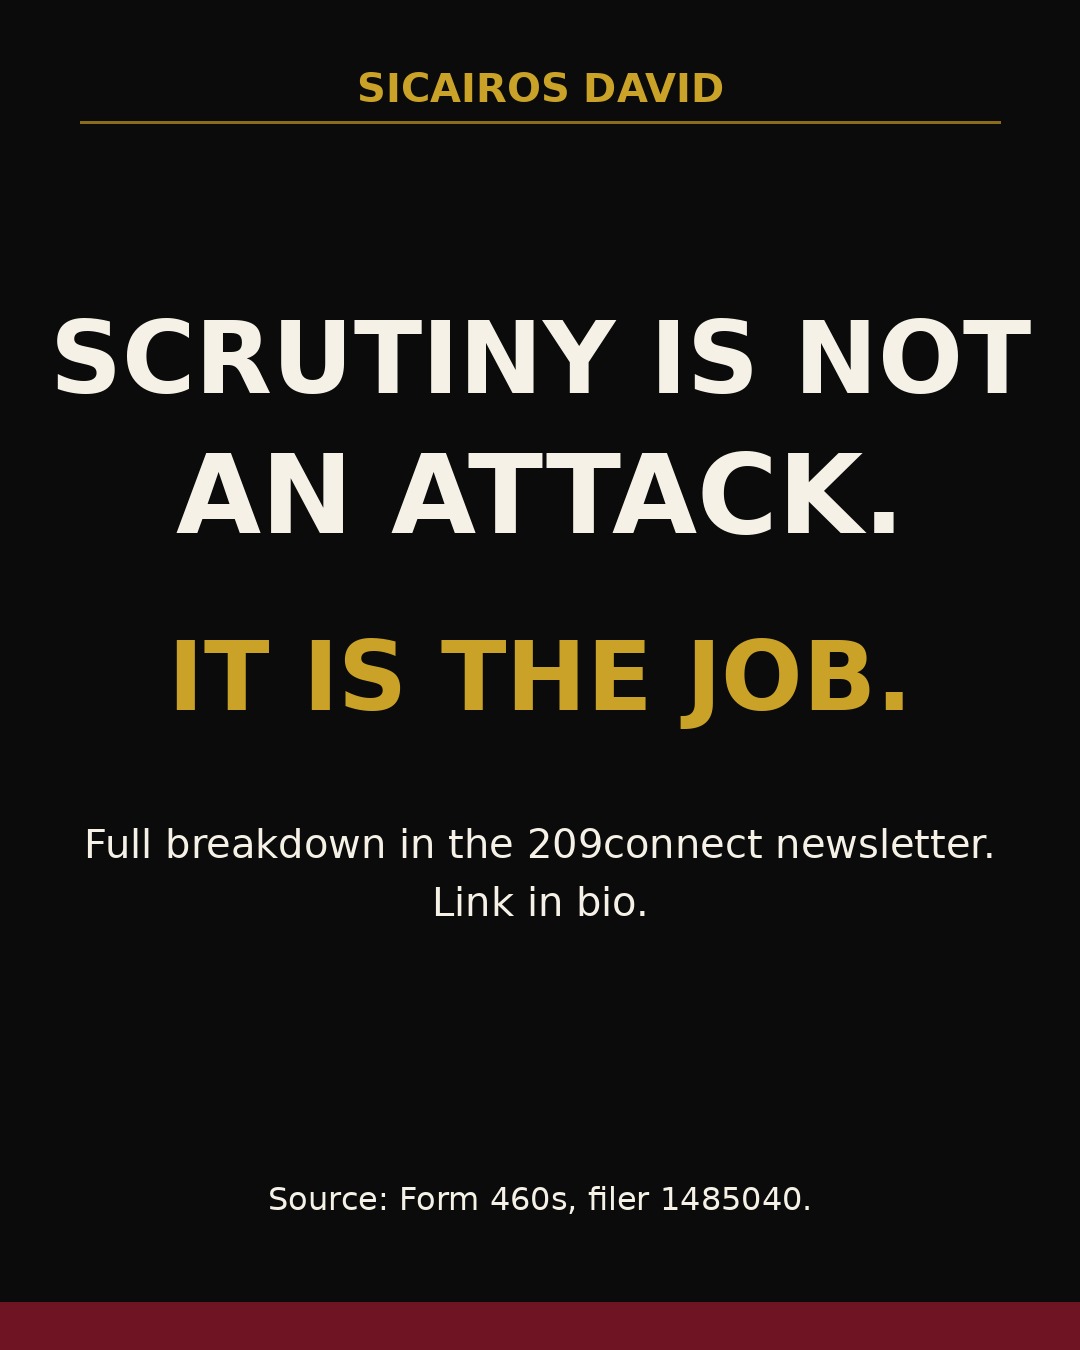 SICAIROS DAVID
SCRUTINY IS NOT
AN ATTACK.
IT IS THE JOB.
Full breakdown in the 209connect newsletter.
Link in bio.
Source: Form 460s, filer 1485040.